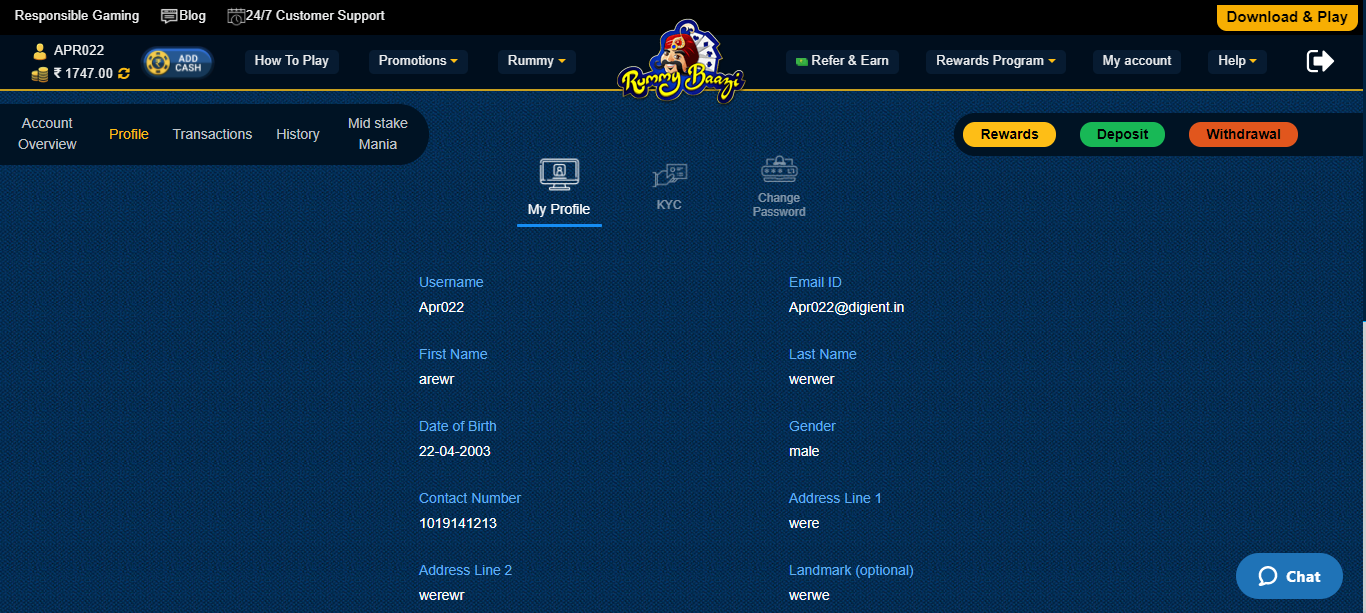 Responsible Gaming
Blog
24/7 Customer Support
Download & Play
APR022
₹ 1747.00
ADD
CASH
How To Play
Promotions
Rummy
Rummy Baazi
Refer & Earn
Rewards Program
My account
Help
Account
Overview
Profile
Transactions
History
Mid stake
Mania
Rewards
Deposit
Withdrawal
My Profile
KYC
Change
Password
Username
Apr022
Email ID
Apr022@digient.in
First Name
arewr
Last Name
werwer
Date of Birth
22-04-2003
Gender
male
Contact Number
1019141213
Address Line 1
were
Address Line 2
werewr
Landmark (optional)
werwe
Chat